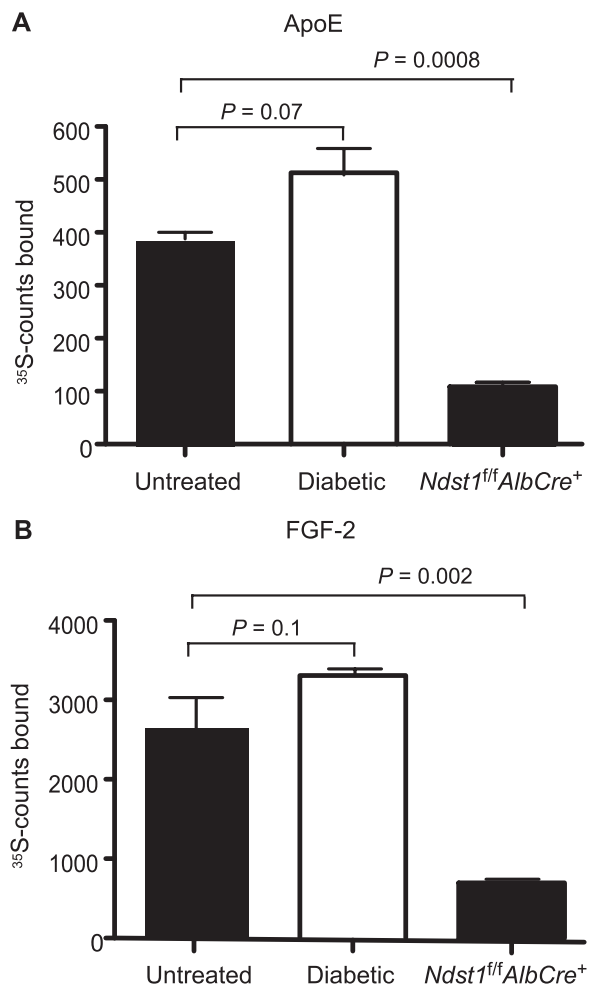 A
ApoE
P = 0.0008
P = 0.07
600
500
400
300
200
100
0
³⁵S-counts bound
Untreated
Diabetic
Ndst1f/fAlbCre⁺
B
FGF-2
P = 0.002
P = 0.1
4000
3000
2000
1000
0
³⁵S-counts bound
Untreated
Diabetic
Ndst1f/fAlbCre⁺